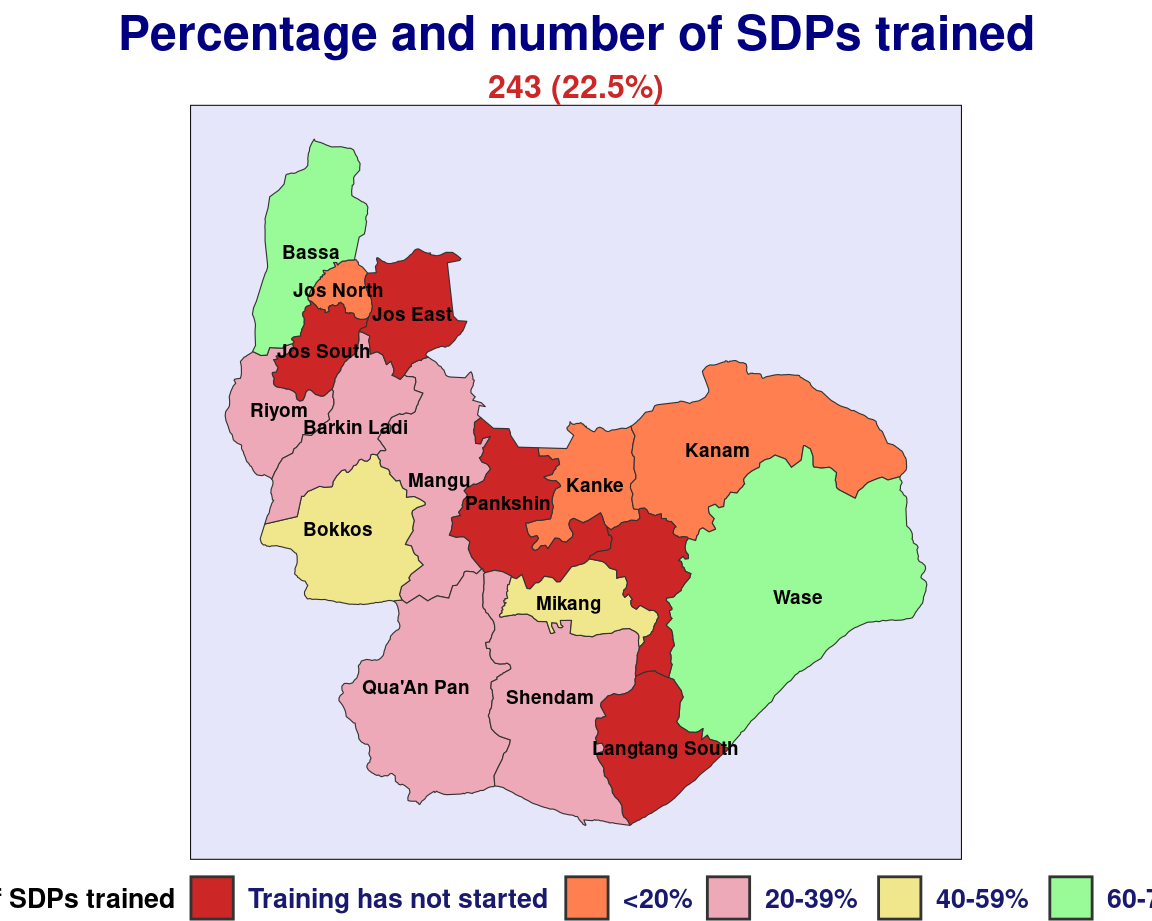 Percentage and number of SDPs trained
243 (22.5%)
Bassa
Jos North
Jos East
Jos South
Riyom
Barkin Ladi
Kanam
Mangu
Kanke
Pankshin
Bokkos
Wase
Mikang
Qua'An Pan
Shendam
Langtang South
SDPs trained Training has not started <20% 20-39% 40-59% 60-